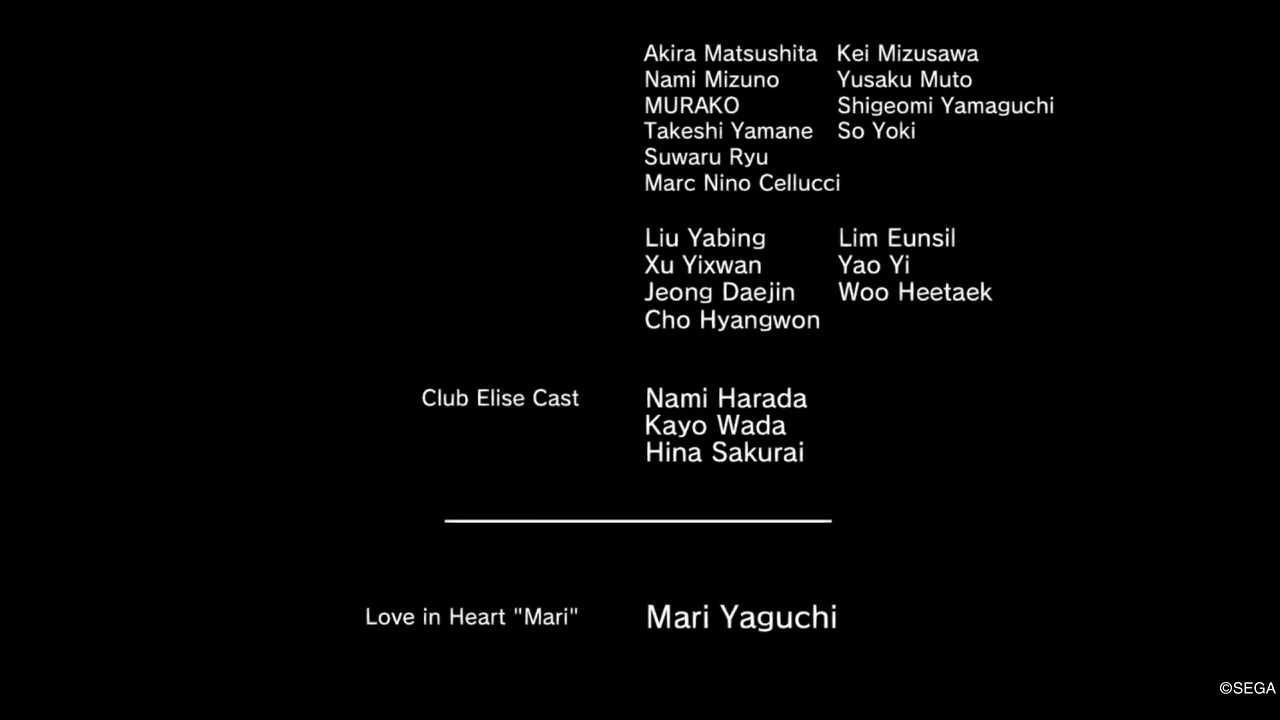 Akira Matsushita Kei Mizusawa
Nami Mizuno Yusaku Muto
MURAKO Shigeomi Yamaguchi
Takeshi Yamane So Yoki
Suwaru Ryu
Marc Nino Cellucci
Liu Yabing Lim Eunsil
Xu Yixwan Yao Yi
Jeong Daejin Woo Heetaek
Cho Hyangwon
Club Elise Cast Nami Harada
Kayo Wada
Hina Sakurai
Love in Heart "Mari" Mari Yaguchi
©SEGA